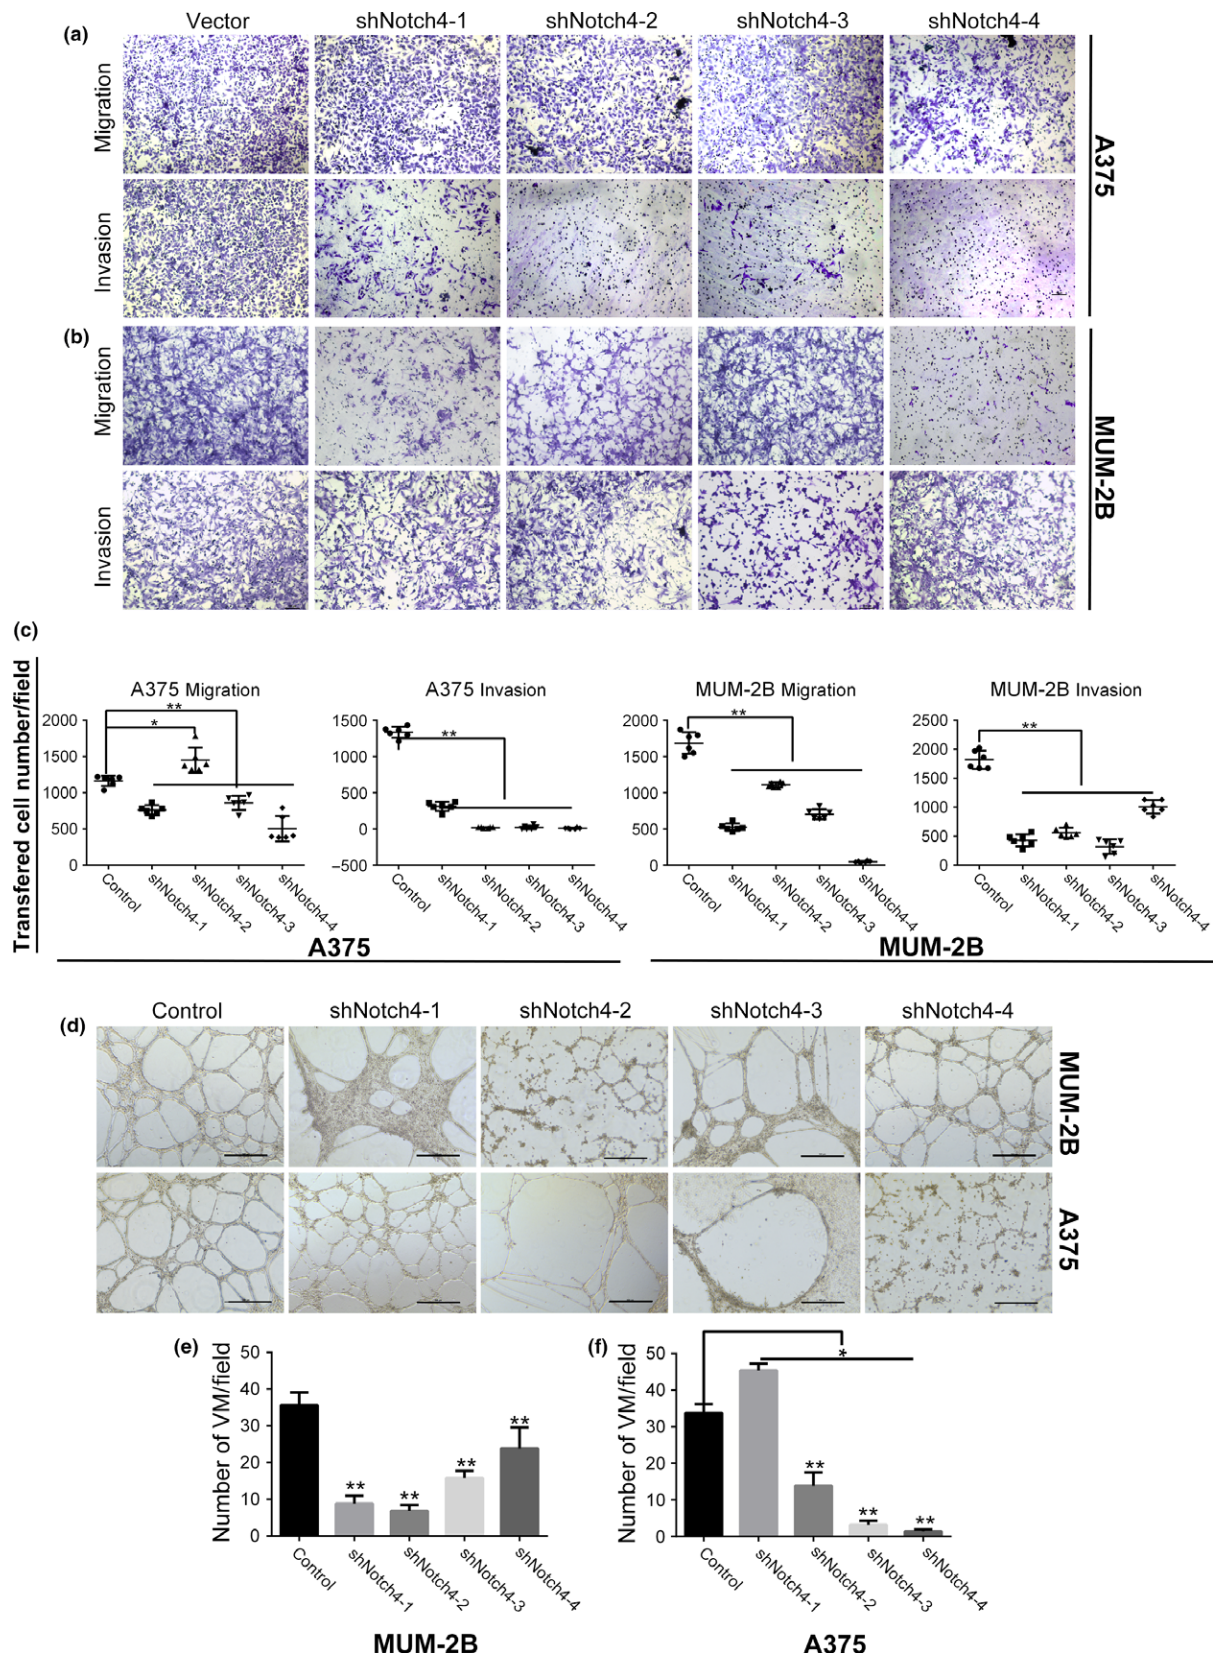 Vector shNotch4-1 shNotch4-2 shNotch4-3 shNotch4-4
(a)
Migration
Invasion
A375
(b)
Migration
Invasion
MUM-2B
(c)
Transfered cell number/field
A375 Migration
**
*
2000
1500
1000
500
0
Control shNotch4-1 shNotch4-2 shNotch4-3 shNotch4-4
A375 Invasion
**
1500
1000
500
0
−500
Control shNotch4-1 shNotch4-2 shNotch4-3 shNotch4-4
A375
MUM-2B Migration
**
2000
1500
1000
500
0
Control shNotch4-1 shNotch4-2 shNotch4-3 shNotch4-4
MUM-2B Invasion
**
2500
2000
1500
1000
500
0
Control shNotch4-1 shNotch4-2 shNotch4-3 shNotch4-4
MUM-2B
(d)
Control shNotch4-1 shNotch4-2 shNotch4-3 shNotch4-4
MUM-2B
A375
(e)
Number of VM/field
50
40
30
20
10
0
** ** ** **
Control shNotch4-1 shNotch4-2 shNotch4-3 shNotch4-4
MUM-2B
(f)
Number of VM/field
50
40
30
20
10
0
*
** ** **
Control shNotch4-1 shNotch4-2 shNotch4-3 shNotch4-4
A375